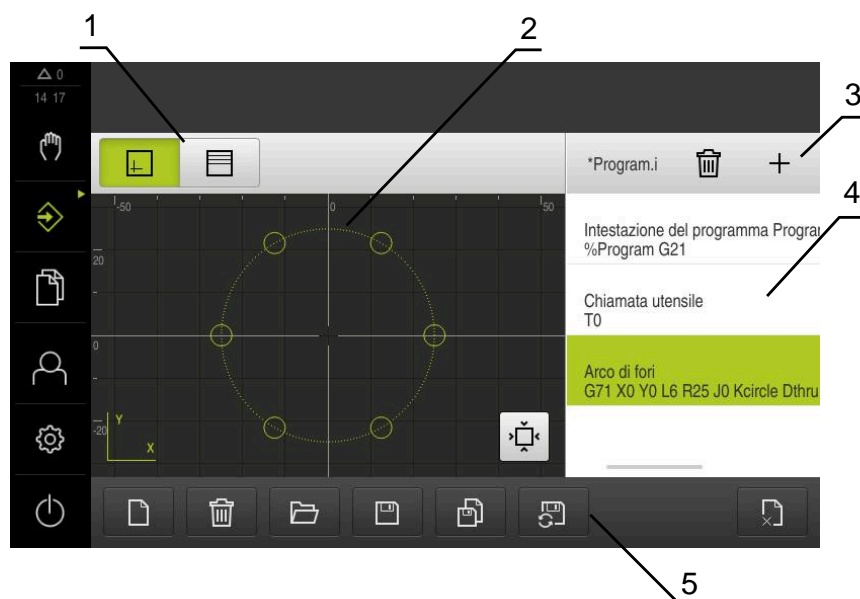 1
2
3
4
5
0
14 17
*Program.i
-50
0
50
20
0
-20
Y
X
Intestazione del programma Progra
%Program G21
Chiamata utensile
T0
Arco di fori
G71 X0 Y0 L6 R25 J0 Kcircle Dthru